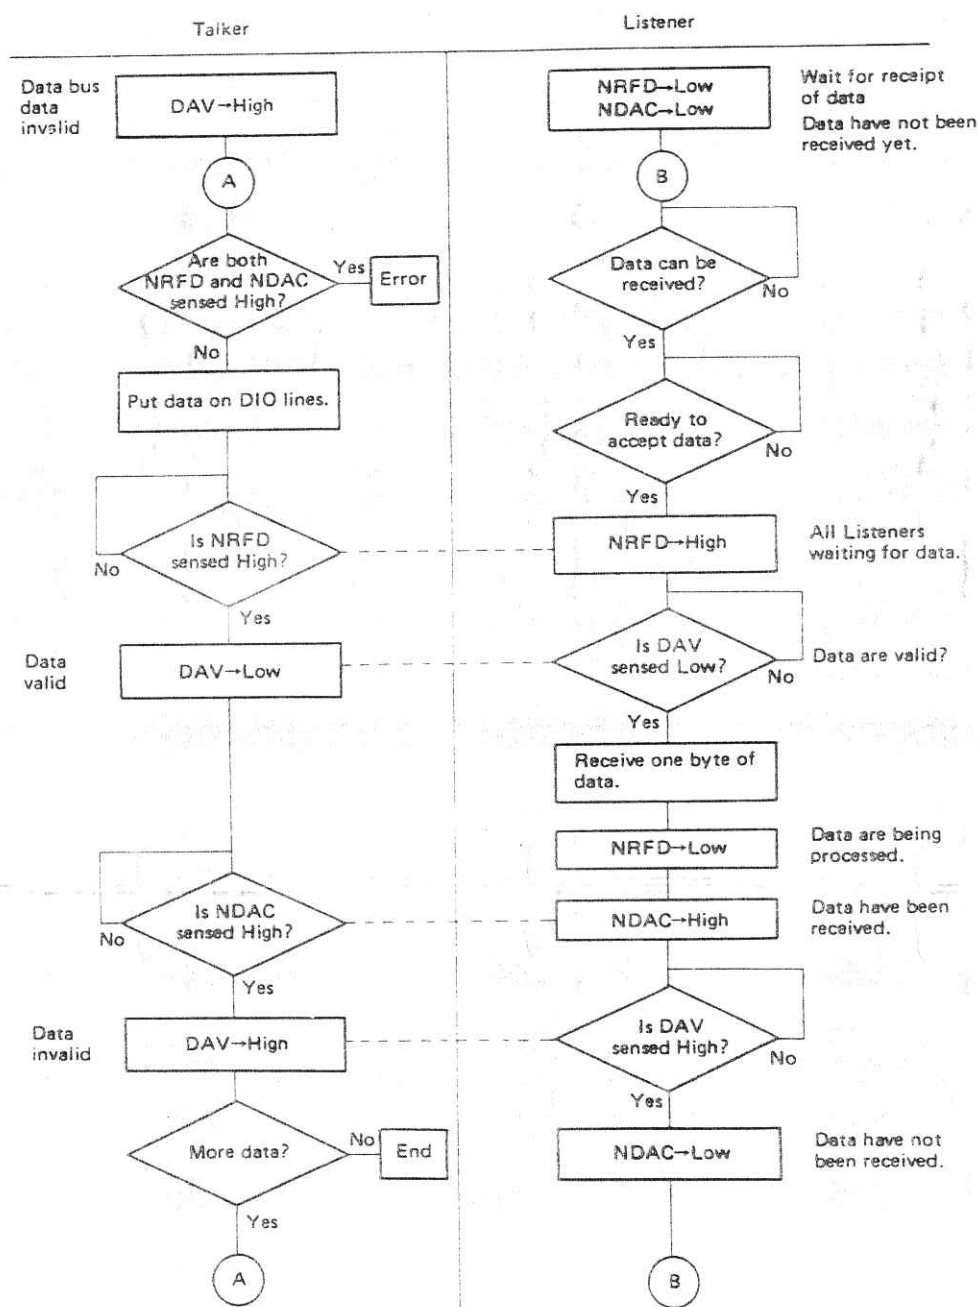 Talker
Data bus
data
invalid
DAV→High
A
Are both
NRFD and NDAC
sensed High?
Yes
Error
No
Put data on DIO lines.
Is NRFD
sensed High?
No
Yes
Data
valid
DAV→Low
Is NDAC
sensed High?
No
Yes
Data
invalid
DAV→High
More data?
No
End
Yes
A
Listener
NRFD→Low
NDAC→Low
Wait for receipt
of data
Data have not been
received yet.
B
Data can be
received?
No
Yes
Ready to
accept data?
No
Yes
NRFD→High
All Listeners
waiting for data.
Is DAV
sensed Low?
No
Data are valid?
Yes
Receive one byte of
data.
NRFD→Low
Data are being
processed.
NDAC→High
Data have been
received.
Is DAV
sensed High?
No
Yes
NDAC→Low
Data have not
been received.
B